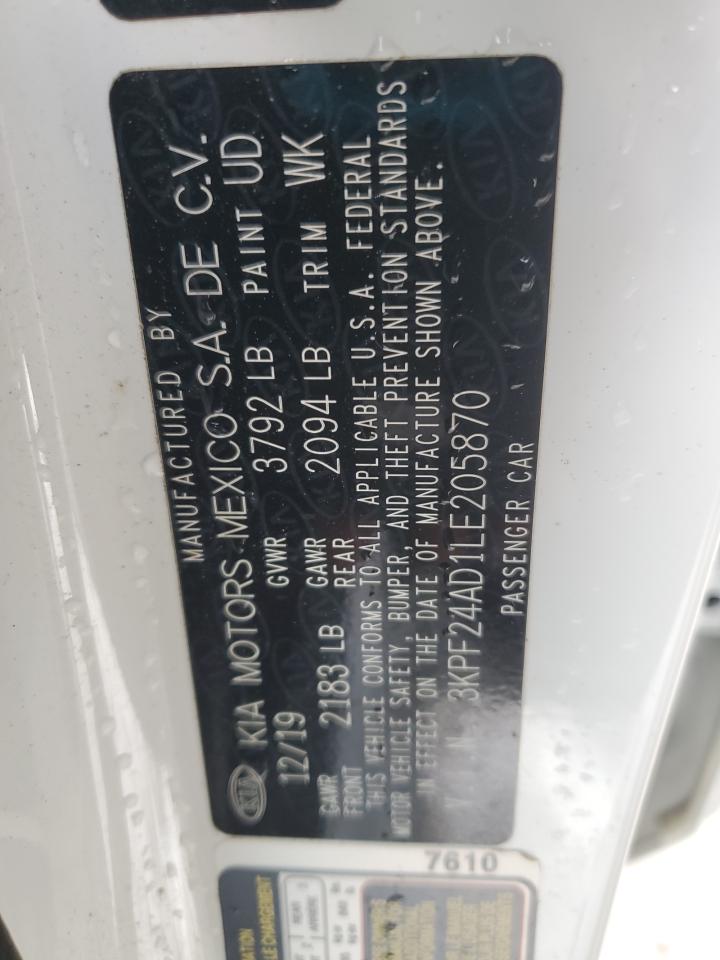 MANUFACTURED BY
KIA KIA MOTORS MEXICO S.A. DE C.V.
12/19 GVWR 3792 LB PAINT UD
GAWR FRONT 2183 LB GAWR REAR 2094 LB TRIM WK
THIS VEHICLE CONFORMS TO ALL APPLICABLE U.S.A. FEDERAL
MOTOR VEHICLE SAFETY, BUMPER, AND THEFT PREVENTION STANDARDS
IN EFFECT ON THE DATE OF MANUFACTURE SHOWN ABOVE.
V.I.N. 3KPF24AD1LE205870
PASSENGER CAR
7610